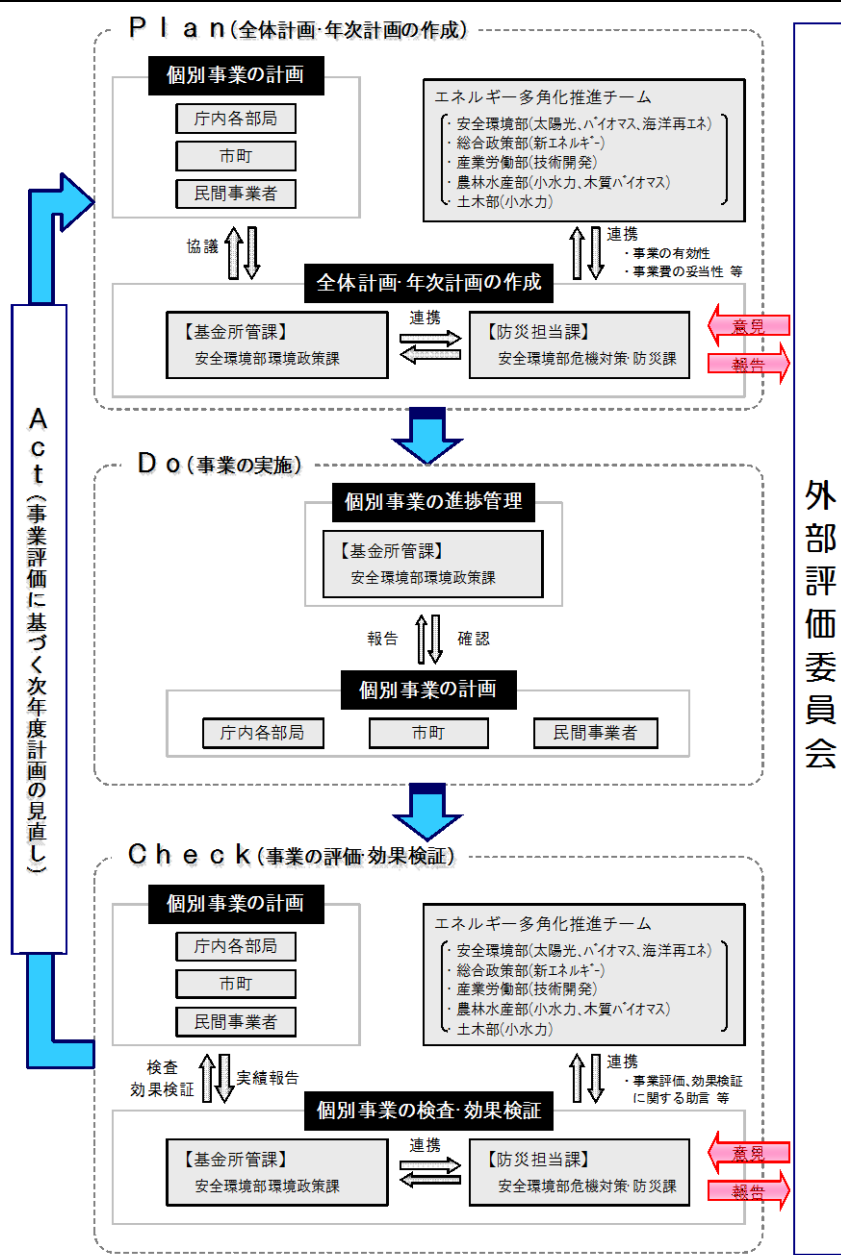 Ｐｌａｎ(全体計画・年次計画の作成)
個別事業の計画
庁内各部局
市町
民間事業者
エネルギー多角化推進チーム
・安全環境部(太陽光、バイオマス、海洋再エネ)
・総合政策部(新エネルギー)
・産業労働部(技術開発)
・農林水産部(小水力、木質バイオマス)
・土木部(小水力)
協議
連携
・事業の有効性
・事業費の妥当性 等
全体計画・年次計画の作成
【基金所管課】
安全環境部環境政策課
連携
【防災担当課】
安全環境部危機対策・防災課
意見
報告
Ｄｏ(事業の実施)
個別事業の進捗管理
【基金所管課】
安全環境部環境政策課
報告
確認
個別事業の計画
庁内各部局
市町
民間事業者
Ｃｈｅｃｋ(事業の評価・効果検証)
個別事業の計画
庁内各部局
市町
民間事業者
エネルギー多角化推進チーム
・安全環境部(太陽光、バイオマス、海洋再エネ)
・総合政策部(新エネルギー)
・産業労働部(技術開発)
・農林水産部(小水力、木質バイオマス)
・土木部(小水力)
検査
効果検証
実績報告
連携
・事業評価、効果検証
に関する助言 等
個別事業の検査・効果検証
【基金所管課】
安全環境部環境政策課
連携
【防災担当課】
安全環境部危機対策・防災課
意見
報告
Ａｃｔ(事業評価に基づく次年度計画の見直し)
外部評価委員会